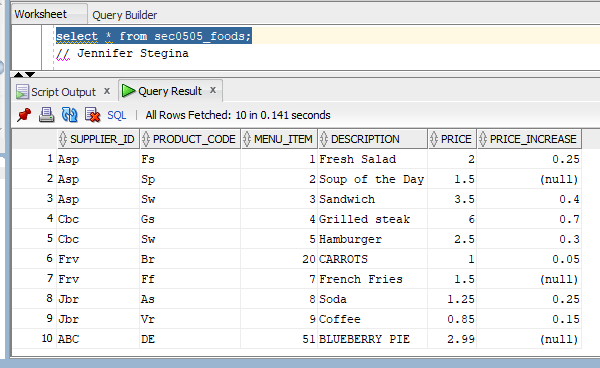 Worksheet Query Builder
select * from sec0505_foods;
// Jennifer Stegina
Script Output x Query Result x
SQL | All Rows Fetched: 10 in 0.141 seconds
SUPPLIER_ID PRODUCT_CODE MENU_ITEM DESCRIPTION PRICE PRICE_INCREASE
1 Asp Fs 1 Fresh Salad 2 0.25
2 Asp Sp 2 Soup of the Day 1.5 (null)
3 Asp Sw 3 Sandwich 3.5 0.4
4 Cbc Gs 4 Grilled steak 6 0.7
5 Cbc Sw 5 Hamburger 2.5 0.3
6 Frv Br 20 CARROTS 1 0.05
7 Frv Ff 7 French Fries 1.5 (null)
8 Jbr As 8 Soda 1.25 0.25
9 Jbr Vr 9 Coffee 0.85 0.15
10 ABC DE 51 BLUEBERRY PIE 2.99 (null)